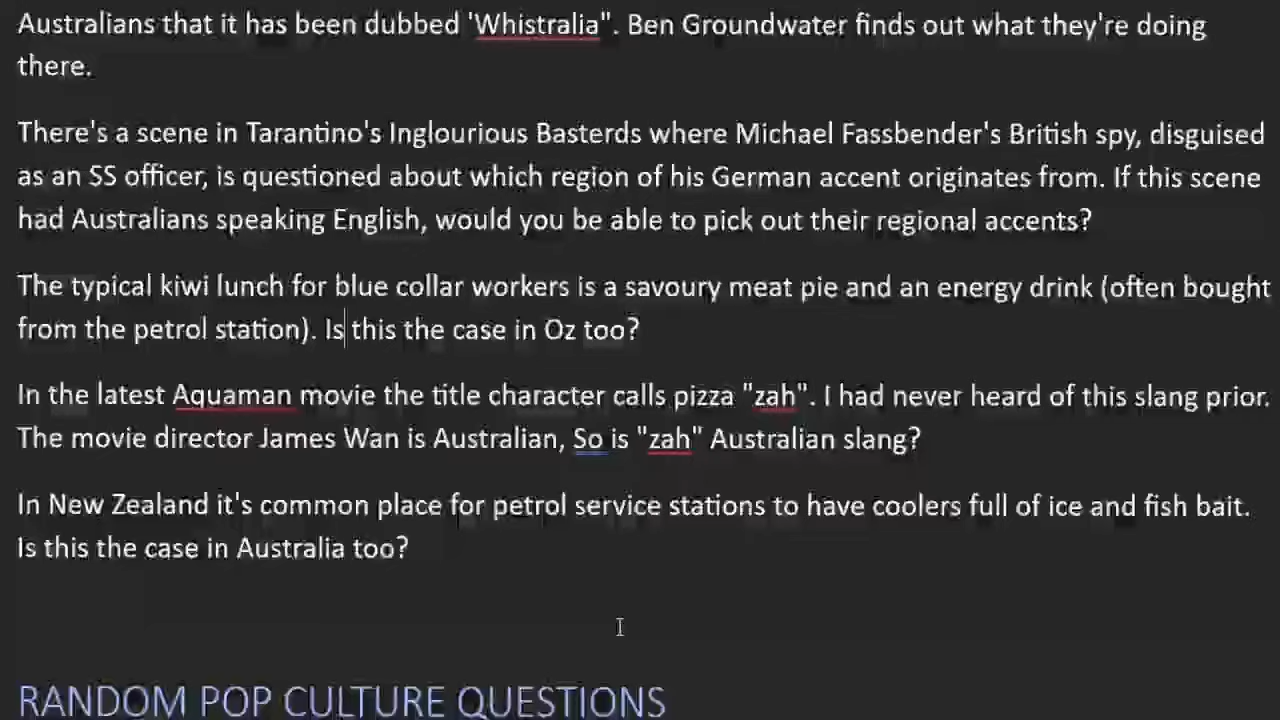 Australians that it has been dubbed 'Whistralia". Ben Groundwater finds out what they're doing
there.
There's a scene in Tarantino's Inglourious Basterds where Michael Fassbender's British spy, disguised
as an SS officer, is questioned about which region of his German accent originates from. If this scene
had Australians speaking English, would you be able to pick out their regional accents?
The typical kiwi lunch for blue collar workers is a savoury meat pie and an energy drink (often bought
from the petrol station). Is this the case in Oz too?
In the latest Aquaman movie the title character calls pizza "zah". I had never heard of this slang prior.
The movie director James Wan is Australian, So is "zah" Australian slang?
In New Zealand it's common place for petrol service stations to have coolers full of ice and fish bait.
Is this the case in Australia too?
RANDOM POP CULTURE QUESTIONS